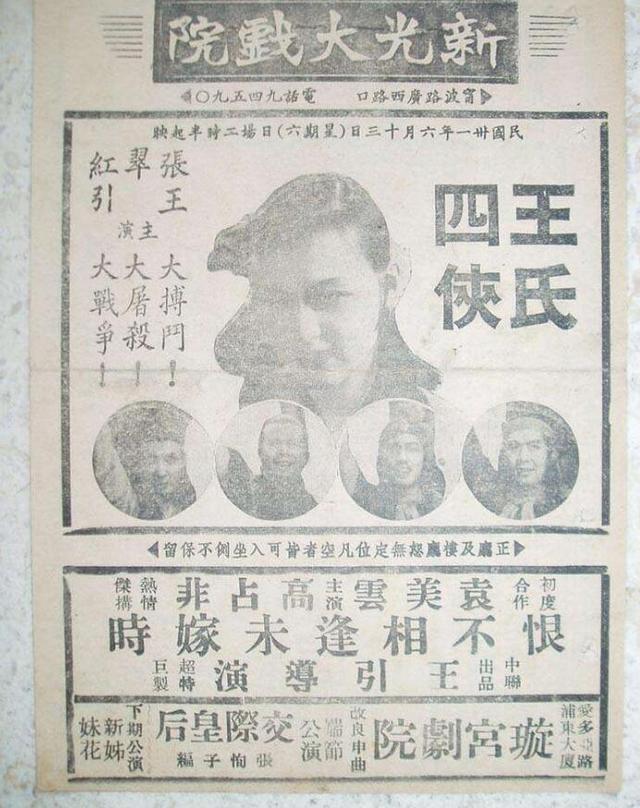 新光大戲院
寗波路廣西路口 電話九四五九〇
民國卅一年六月十三日(星期六)日場二時半起映
王氏
四俠
張翠紅
王引
主演
大搏鬥!
大屠殺!
大戰爭!
正廳及樓廳恕無定位凡空者皆可入坐例不保留
初度合作 袁美雲 主演 高占非 熱情傑搆
恨不相逢未嫁時
中聯出品 王引導演 超特巨製
愛多亞路浦東大廈 璇宮劇院 改良申曲 端節公演 交際皇后 張恂子編 下期公演 新姊妹花